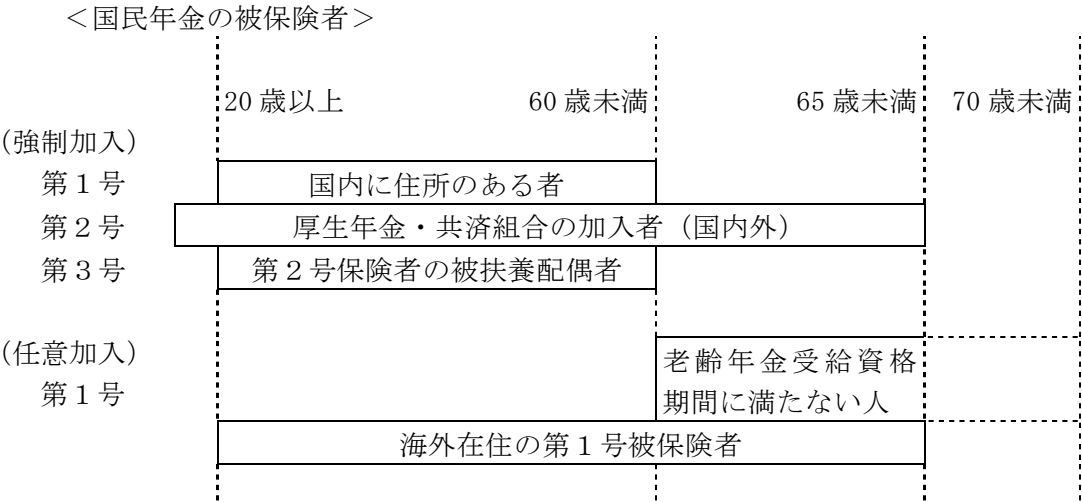 ＜国民年金の被保険者＞
20歳以上 60歳未満 65歳未満 70歳未満
(強制加入)
第１号 国内に住所のある者
第２号 厚生年金・共済組合の加入者（国内外）
第３号 第２号保険者の被扶養配偶者
(任意加入) 老齢年金受給資格
第１号 期間に満たない人
海外在住の第１号被保険者